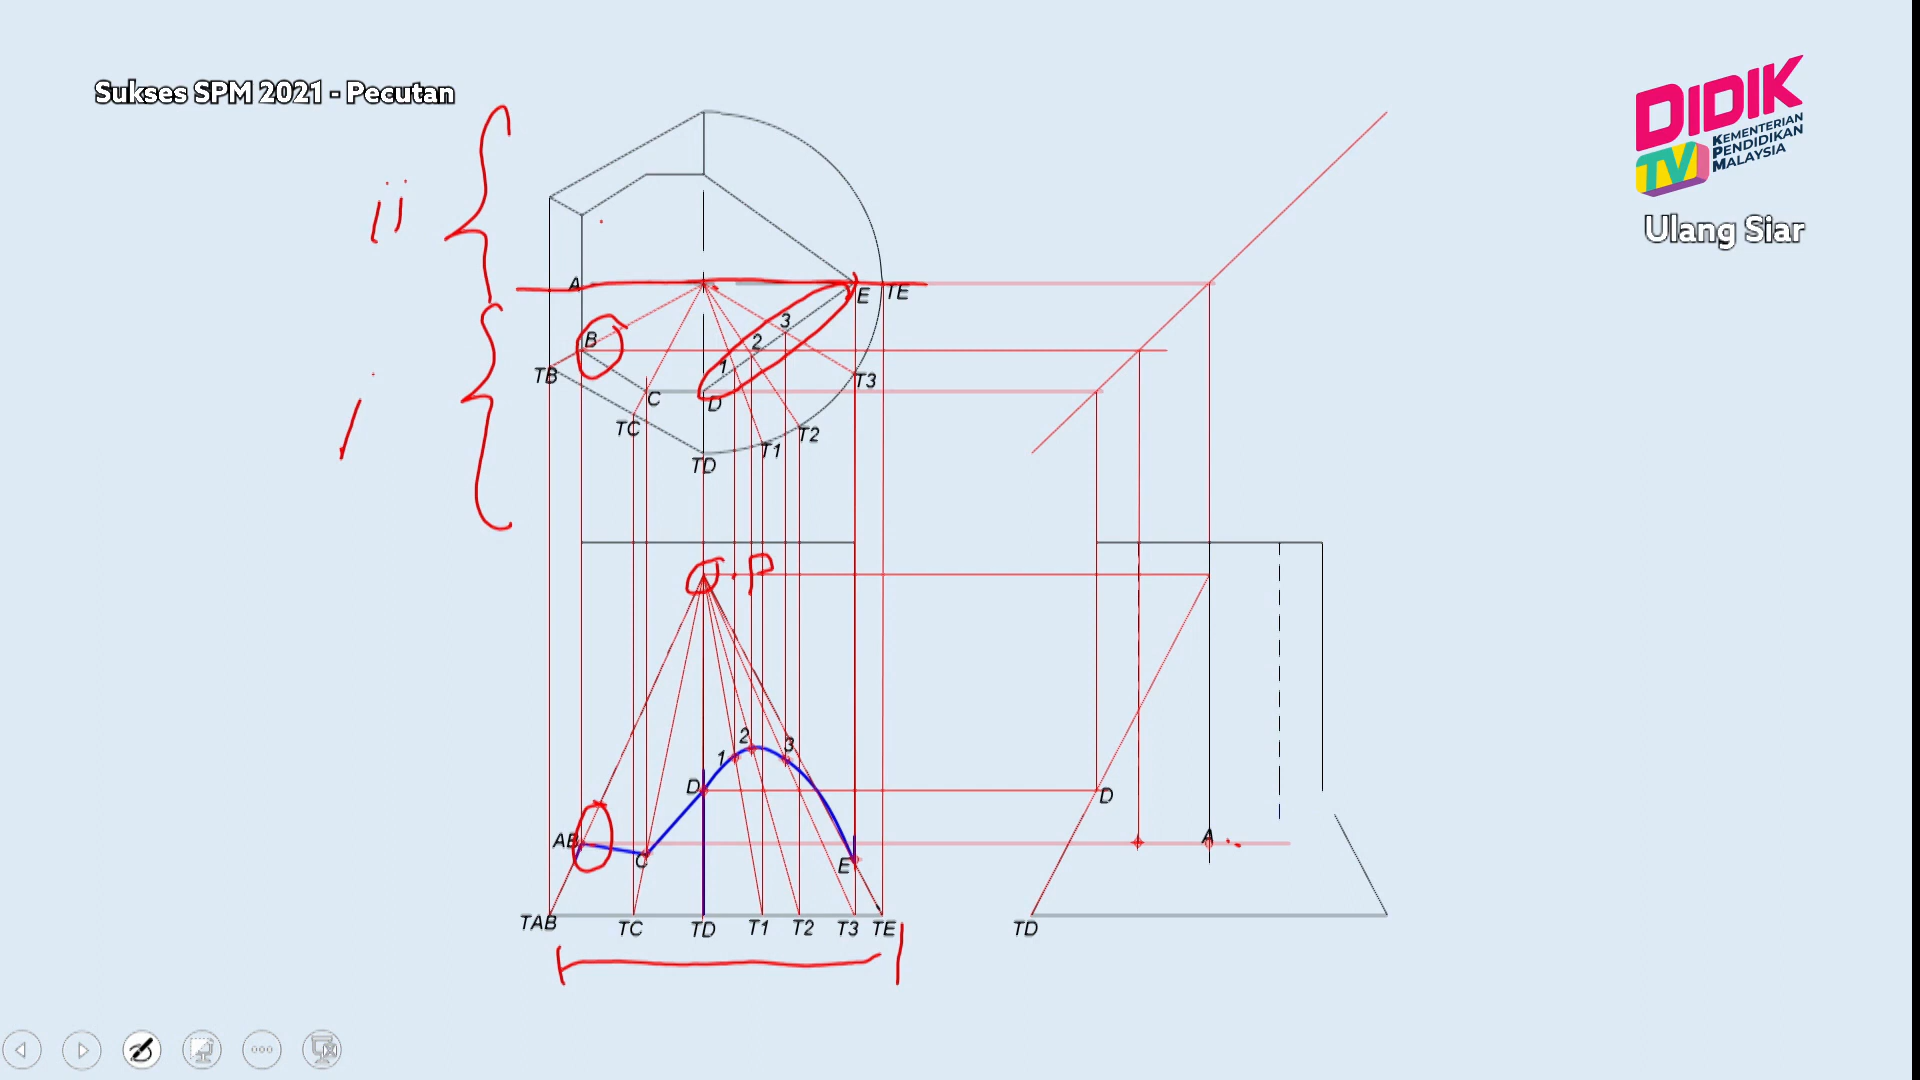 Sukses SPM 2021 - Pecutan
DIDIK
TV
KEMENTERIAN
PENDIDIKAN
MALAYSIA
Ulang Siar
ii
i
A
E
TE
B
3
2
1
TB
T3
C
D
TC
T2
T1
TD
P
2
3
1
D
D
AB
C
E
A
TAB
TC
TD
T1
T2
T3
TE
TD